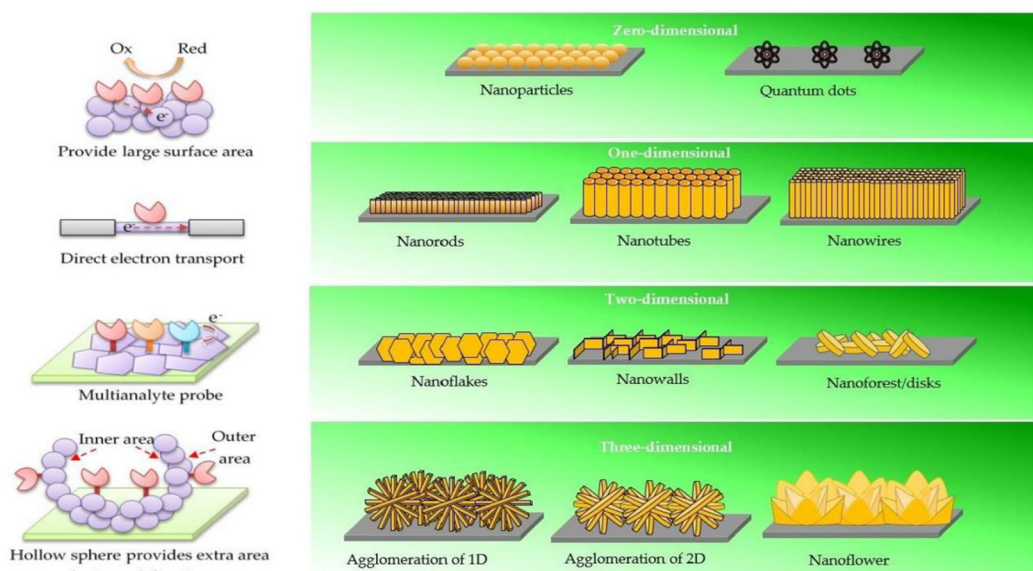 Ox Red
e-
Provide large surface area
e-
Direct electron transport
e-
Multianalyte probe
Inner area
Outer
area
Hollow sphere provides extra area
Zero-dimensional
Nanoparticles
Quantum dots
One-dimensional
Nanorods
Nanotubes
Nanowires
Two-dimensional
Nanoflakes
Nanowalls
Nanoforest/disks
Three-dimensional
Agglomeration of 1D
Agglomeration of 2D
Nanoflower